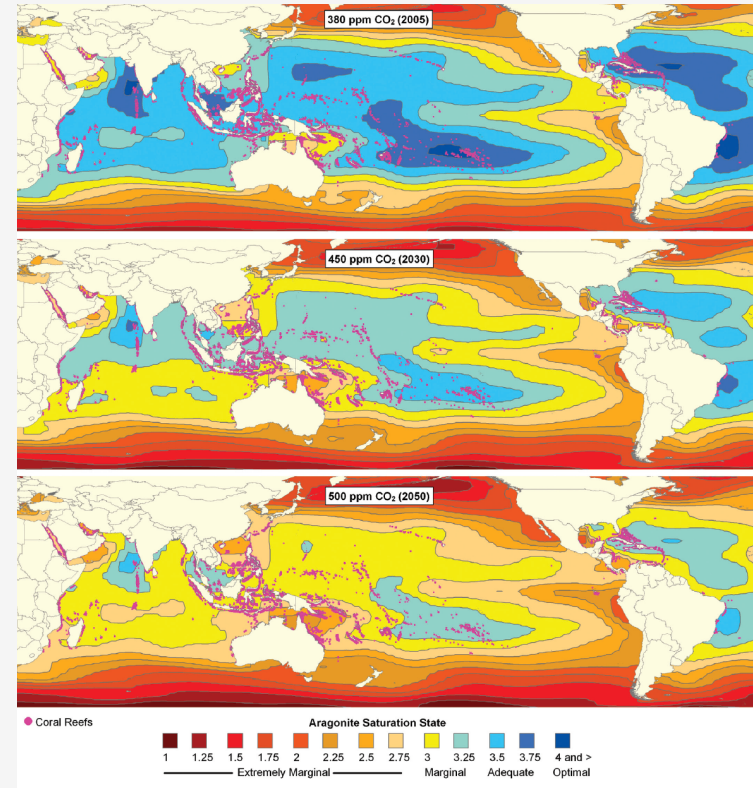 380 ppm CO₂ (2005)
450 ppm CO₂ (2030)
500 ppm CO₂ (2050)
Coral Reefs
Aragonite Saturation State
1 1.25 1.5 1.75 2 2.25 2.5 2.75 3 3.25 3.5 3.75 4 and >
Extremely Marginal Marginal Adequate Optimal